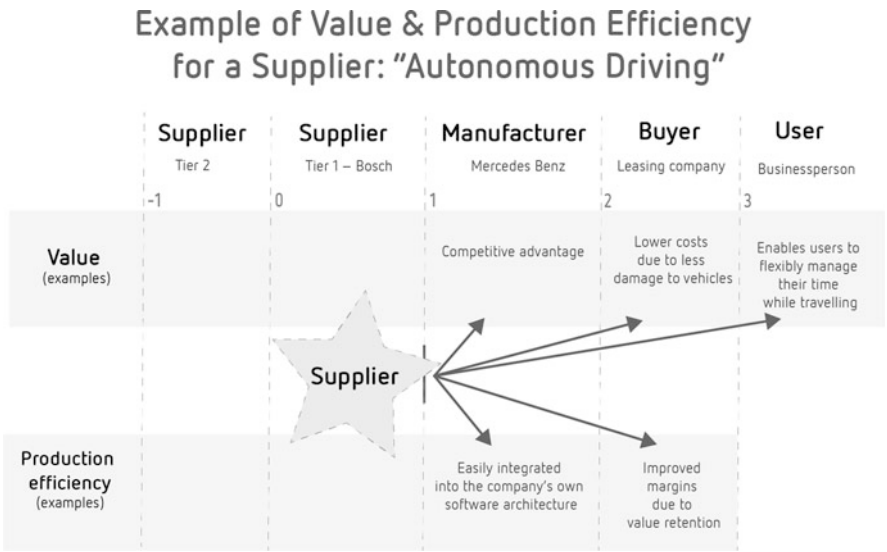 Example of Value & Production Efficiency
for a Supplier: “Autonomous Driving”
Supplier
Tier 2
Supplier
Tier 1 – Bosch
Manufacturer
Mercedes Benz
Buyer
Leasing company
User
Businessperson
-1
0
1
2
3
Value
(examples)
Competitive advantage
Lower costs
due to less
damage to vehicles
Enables users to
flexibly manage
their time
while travelling
Supplier
Production
efficiency
(examples)
Easily integrated
into the company's own
software architecture
Improved
margins
due to
value retention